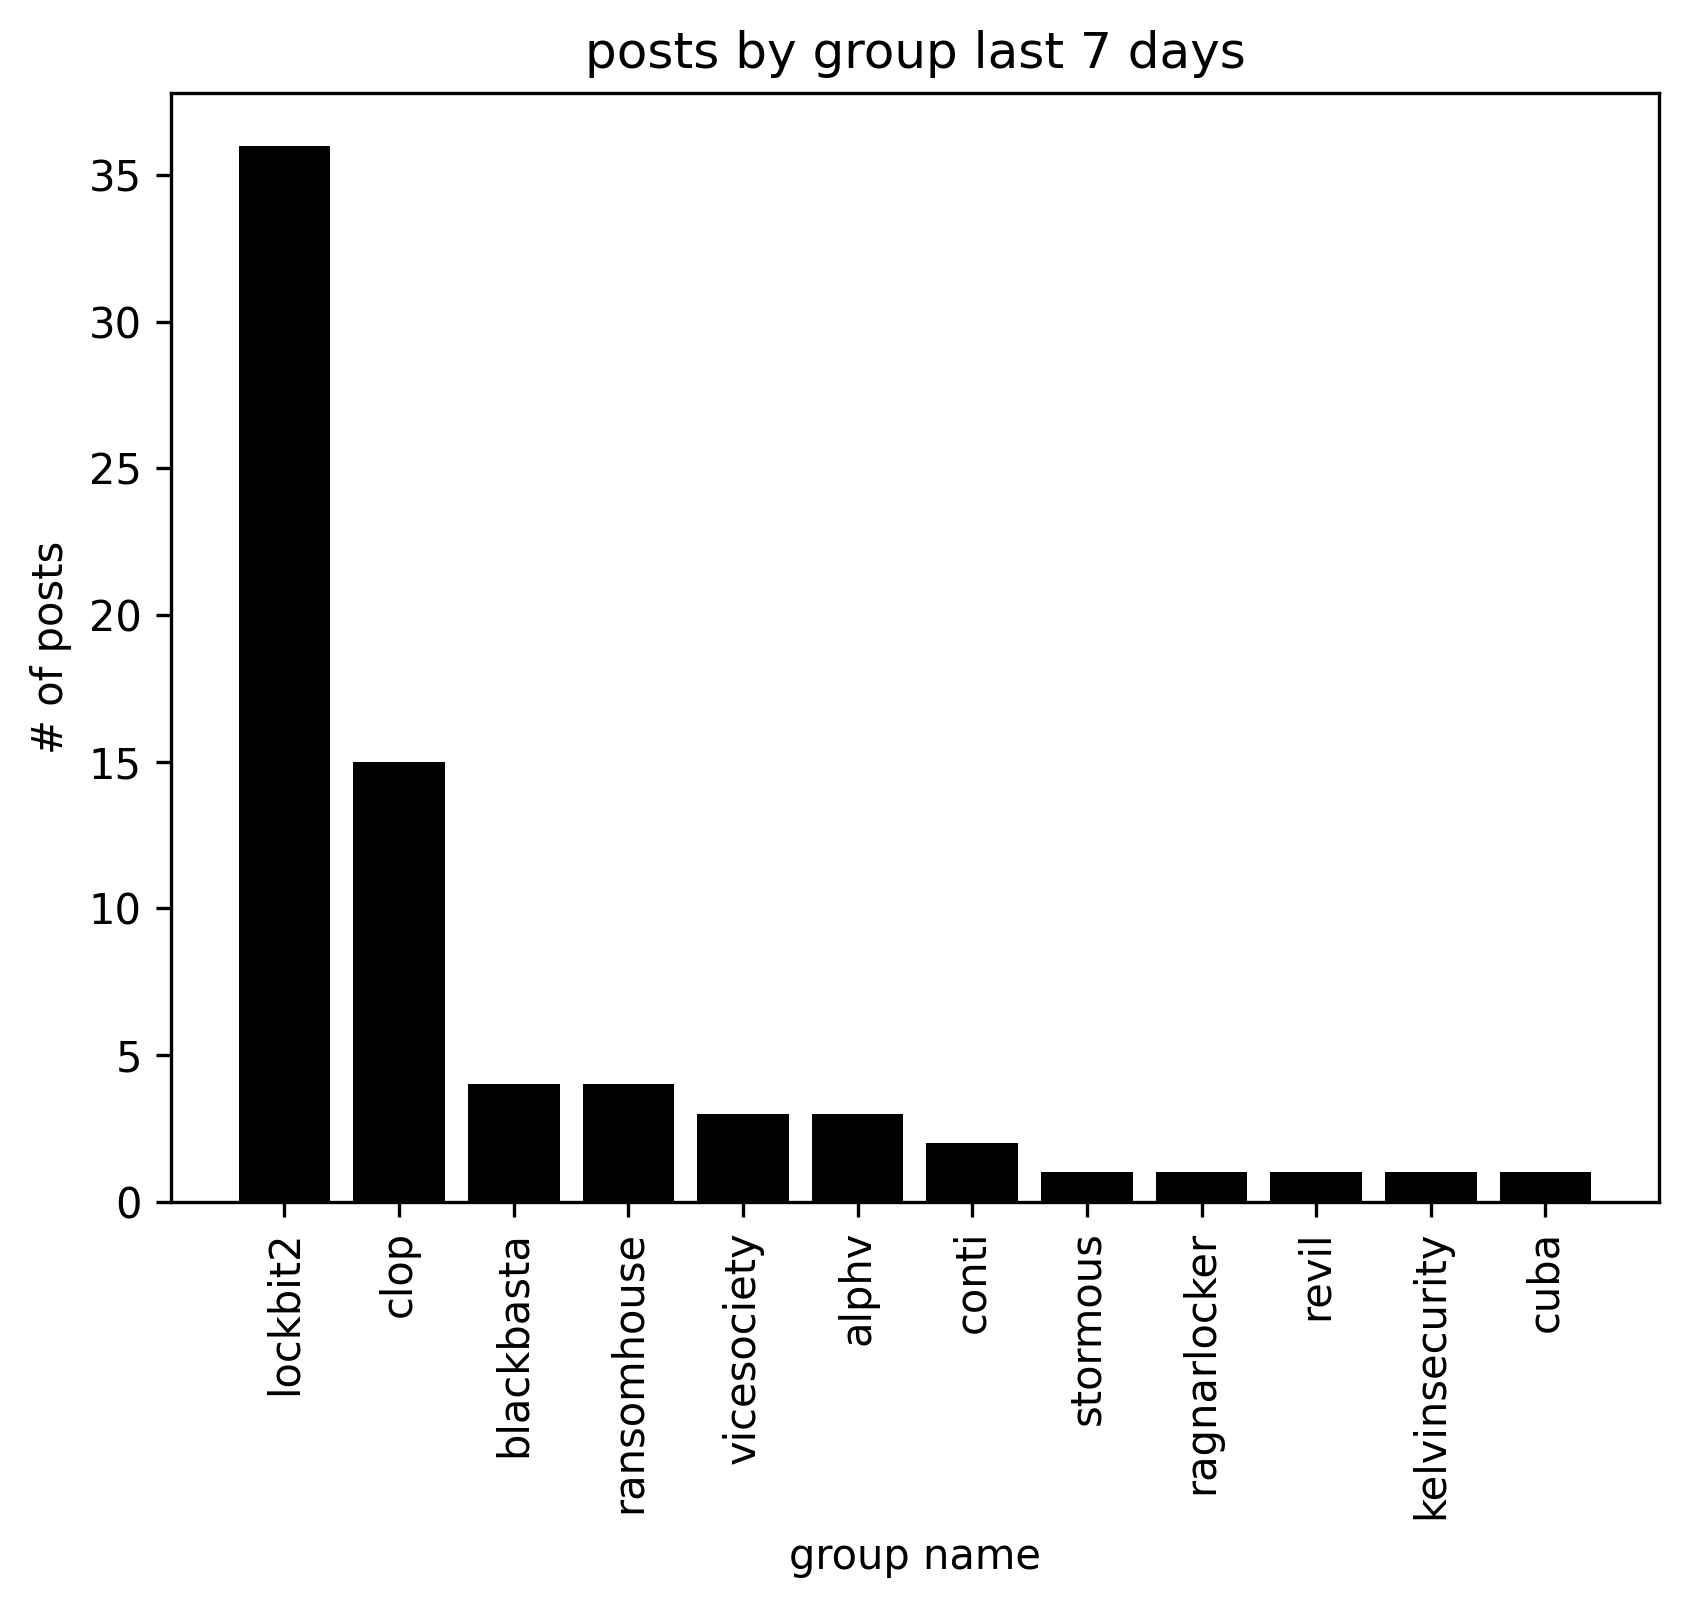 posts by group last 7 days
# of posts
35
30
25
20
15
10
5
0
lockbit2
clop
blackbasta
ransomhouse
vicesociety
alphv
conti
stormous
ragnarlocker
revil
kelvinsecurity
cuba
group name